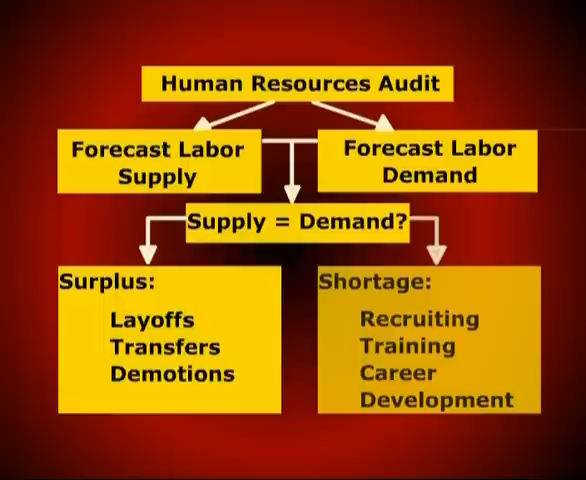 Human Resources Audit
Forecast Labor
Supply
Forecast Labor
Demand
Supply = Demand?
Surplus:
Layoffs
Transfers
Demotions
Shortage:
Recruiting
Training
Career
Development